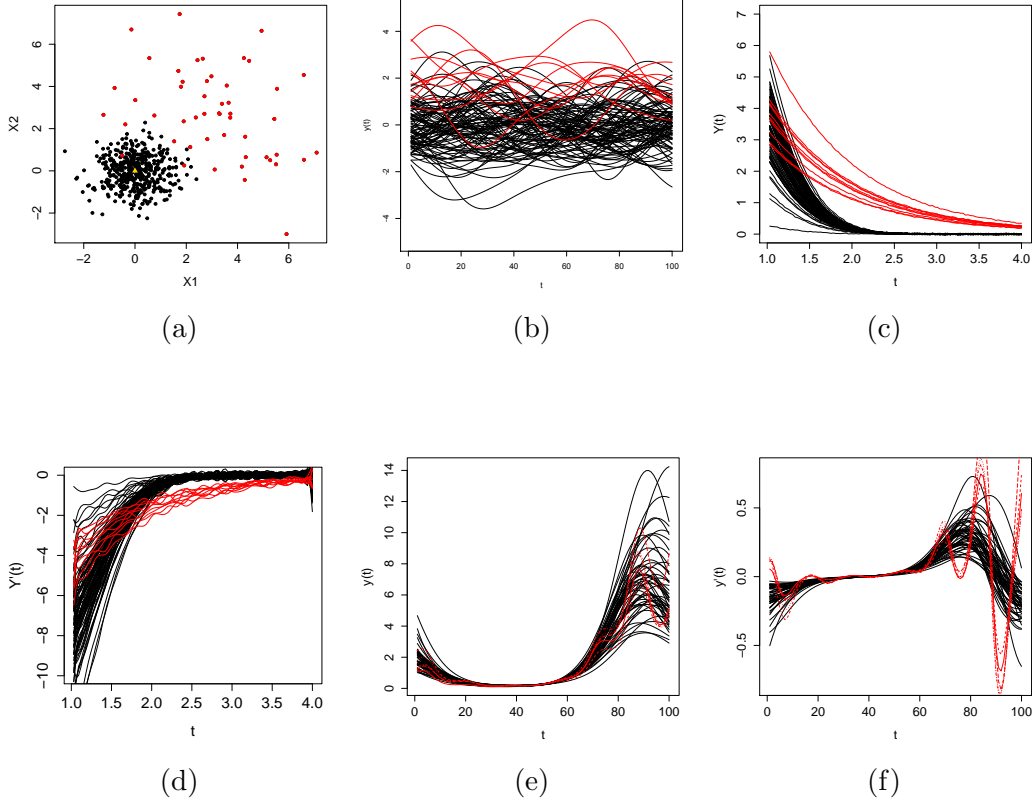 6
4
2
0
−2
X2
−2 0 2 4 6
X1
(a)
4
2
0
-2
-4
y(t)
0 20 40 60 80 100
t
(b)
7
6
5
4
3
2
1
0
Y(t)
1.0 1.5 2.0 2.5 3.0 3.5 4.0
t
(c)
0
−2
−4
−6
−8
−10
Y'(t)
1.0 1.5 2.0 2.5 3.0 3.5 4.0
t
(d)
14
12
10
8
6
4
2
0
y(t)
0 20 40 60 80 100
t
(e)
0.5
0.0
−0.5
y'(t)
0 20 40 60 80 100
t
(f)